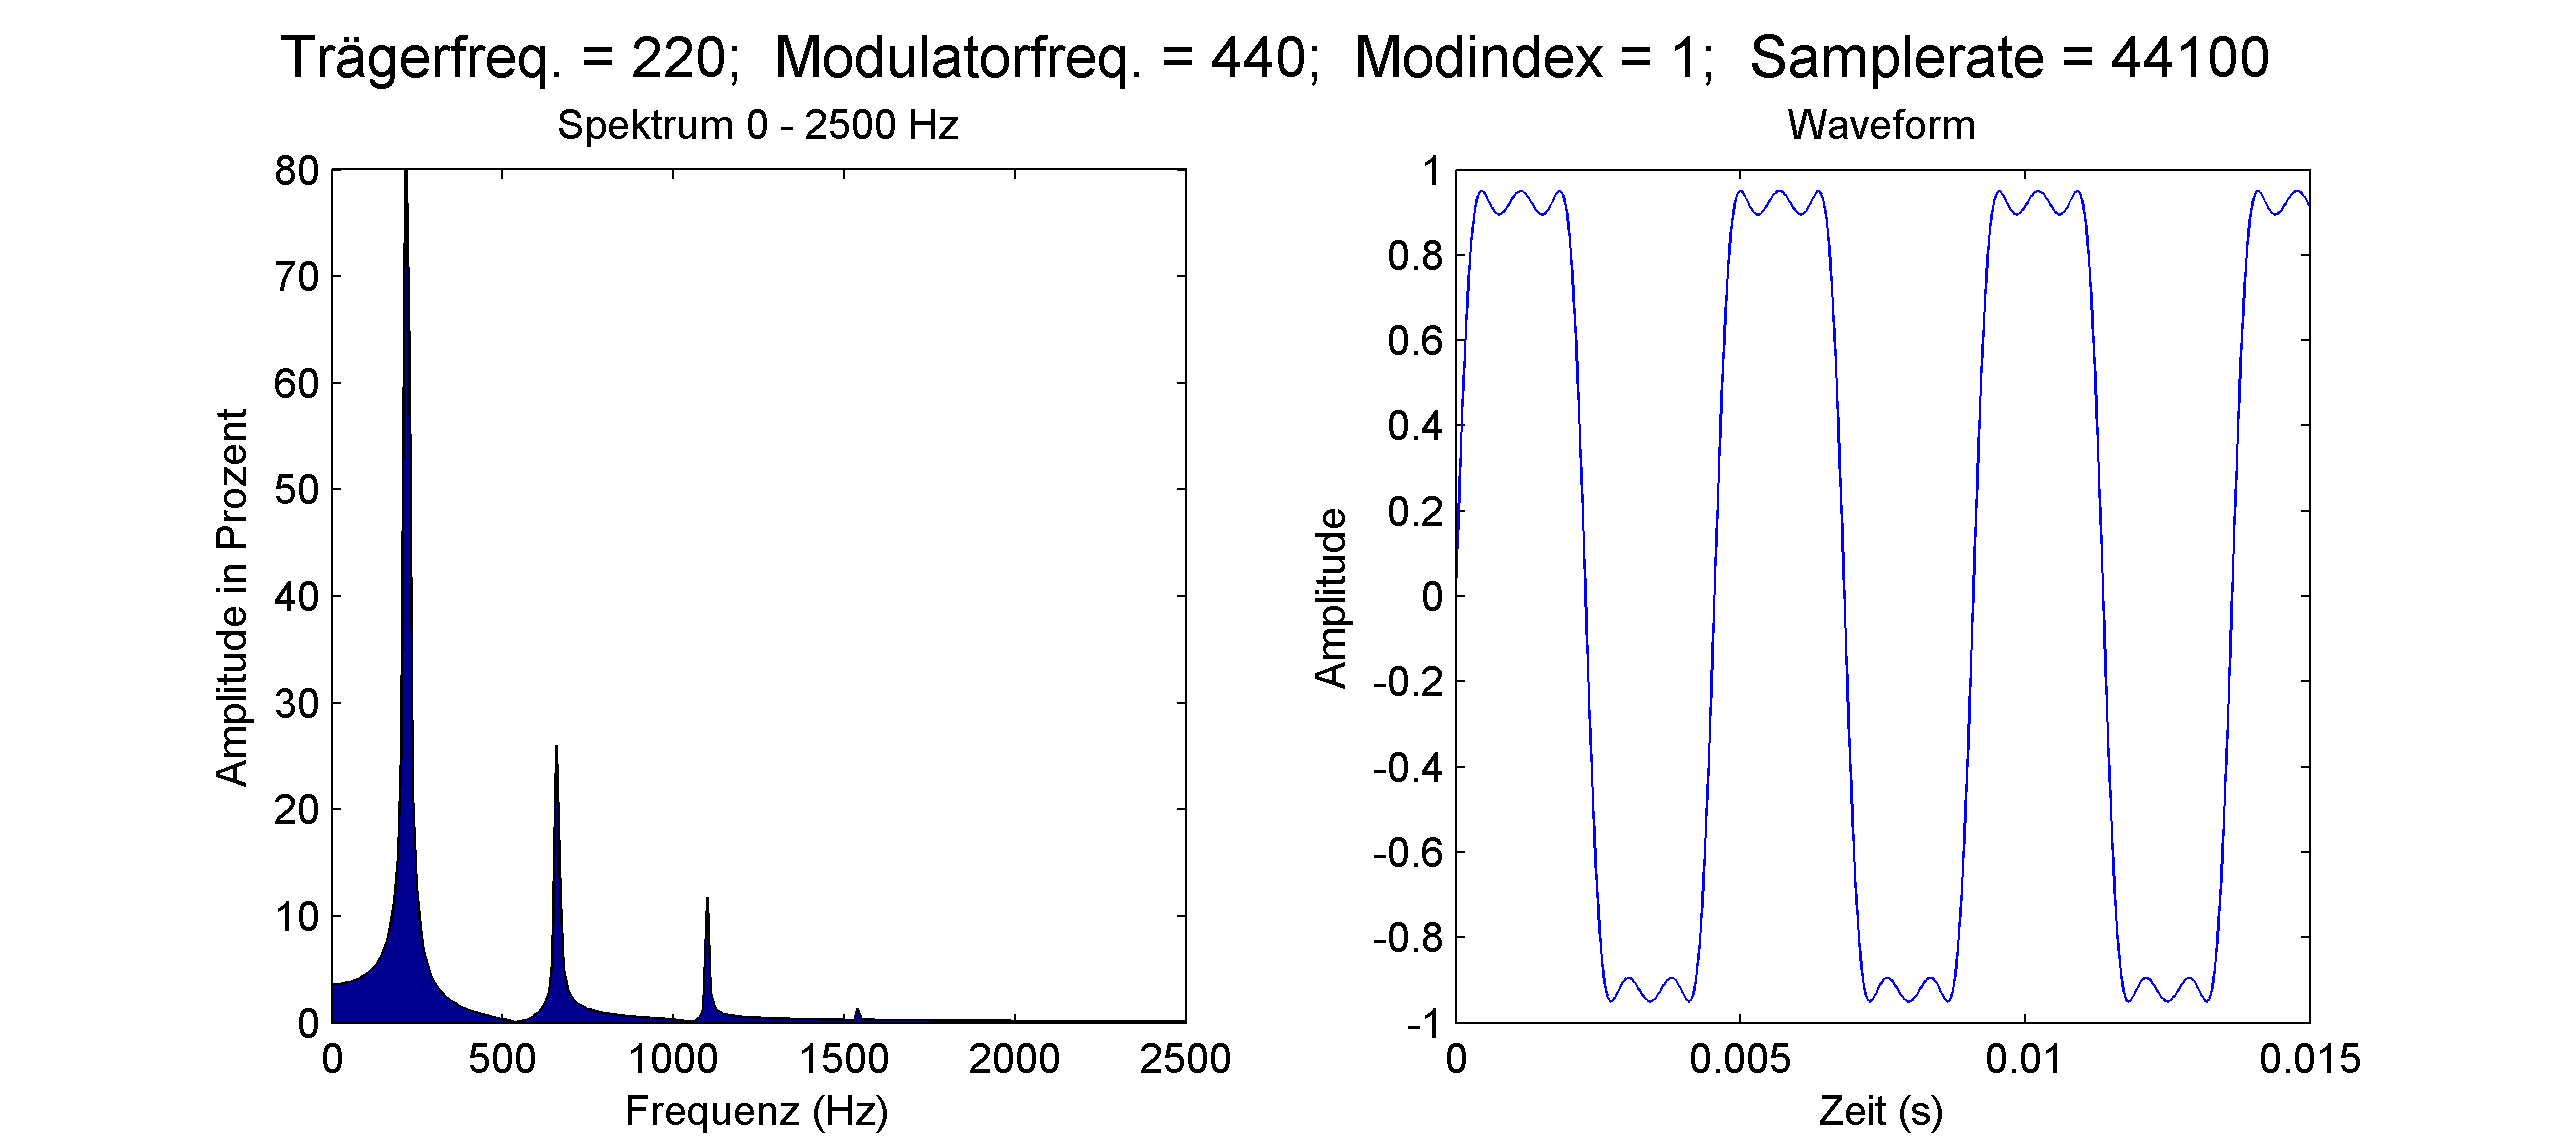 Trägerfreq. = 220;  Modulatorfreq. = 440;  Modindex = 1;  Samplerate = 44100
Spektrum 0 - 2500 Hz
80
70
60
50
40
30
20
10
0
Amplitude in Prozent
0 500 1000 1500 2000 2500
Frequenz (Hz)
Waveform
1
0.8
0.6
0.4
0.2
0
-0.2
-0.4
-0.6
-0.8
-1
Amplitude
0 0.005 0.01 0.015
Zeit (s)